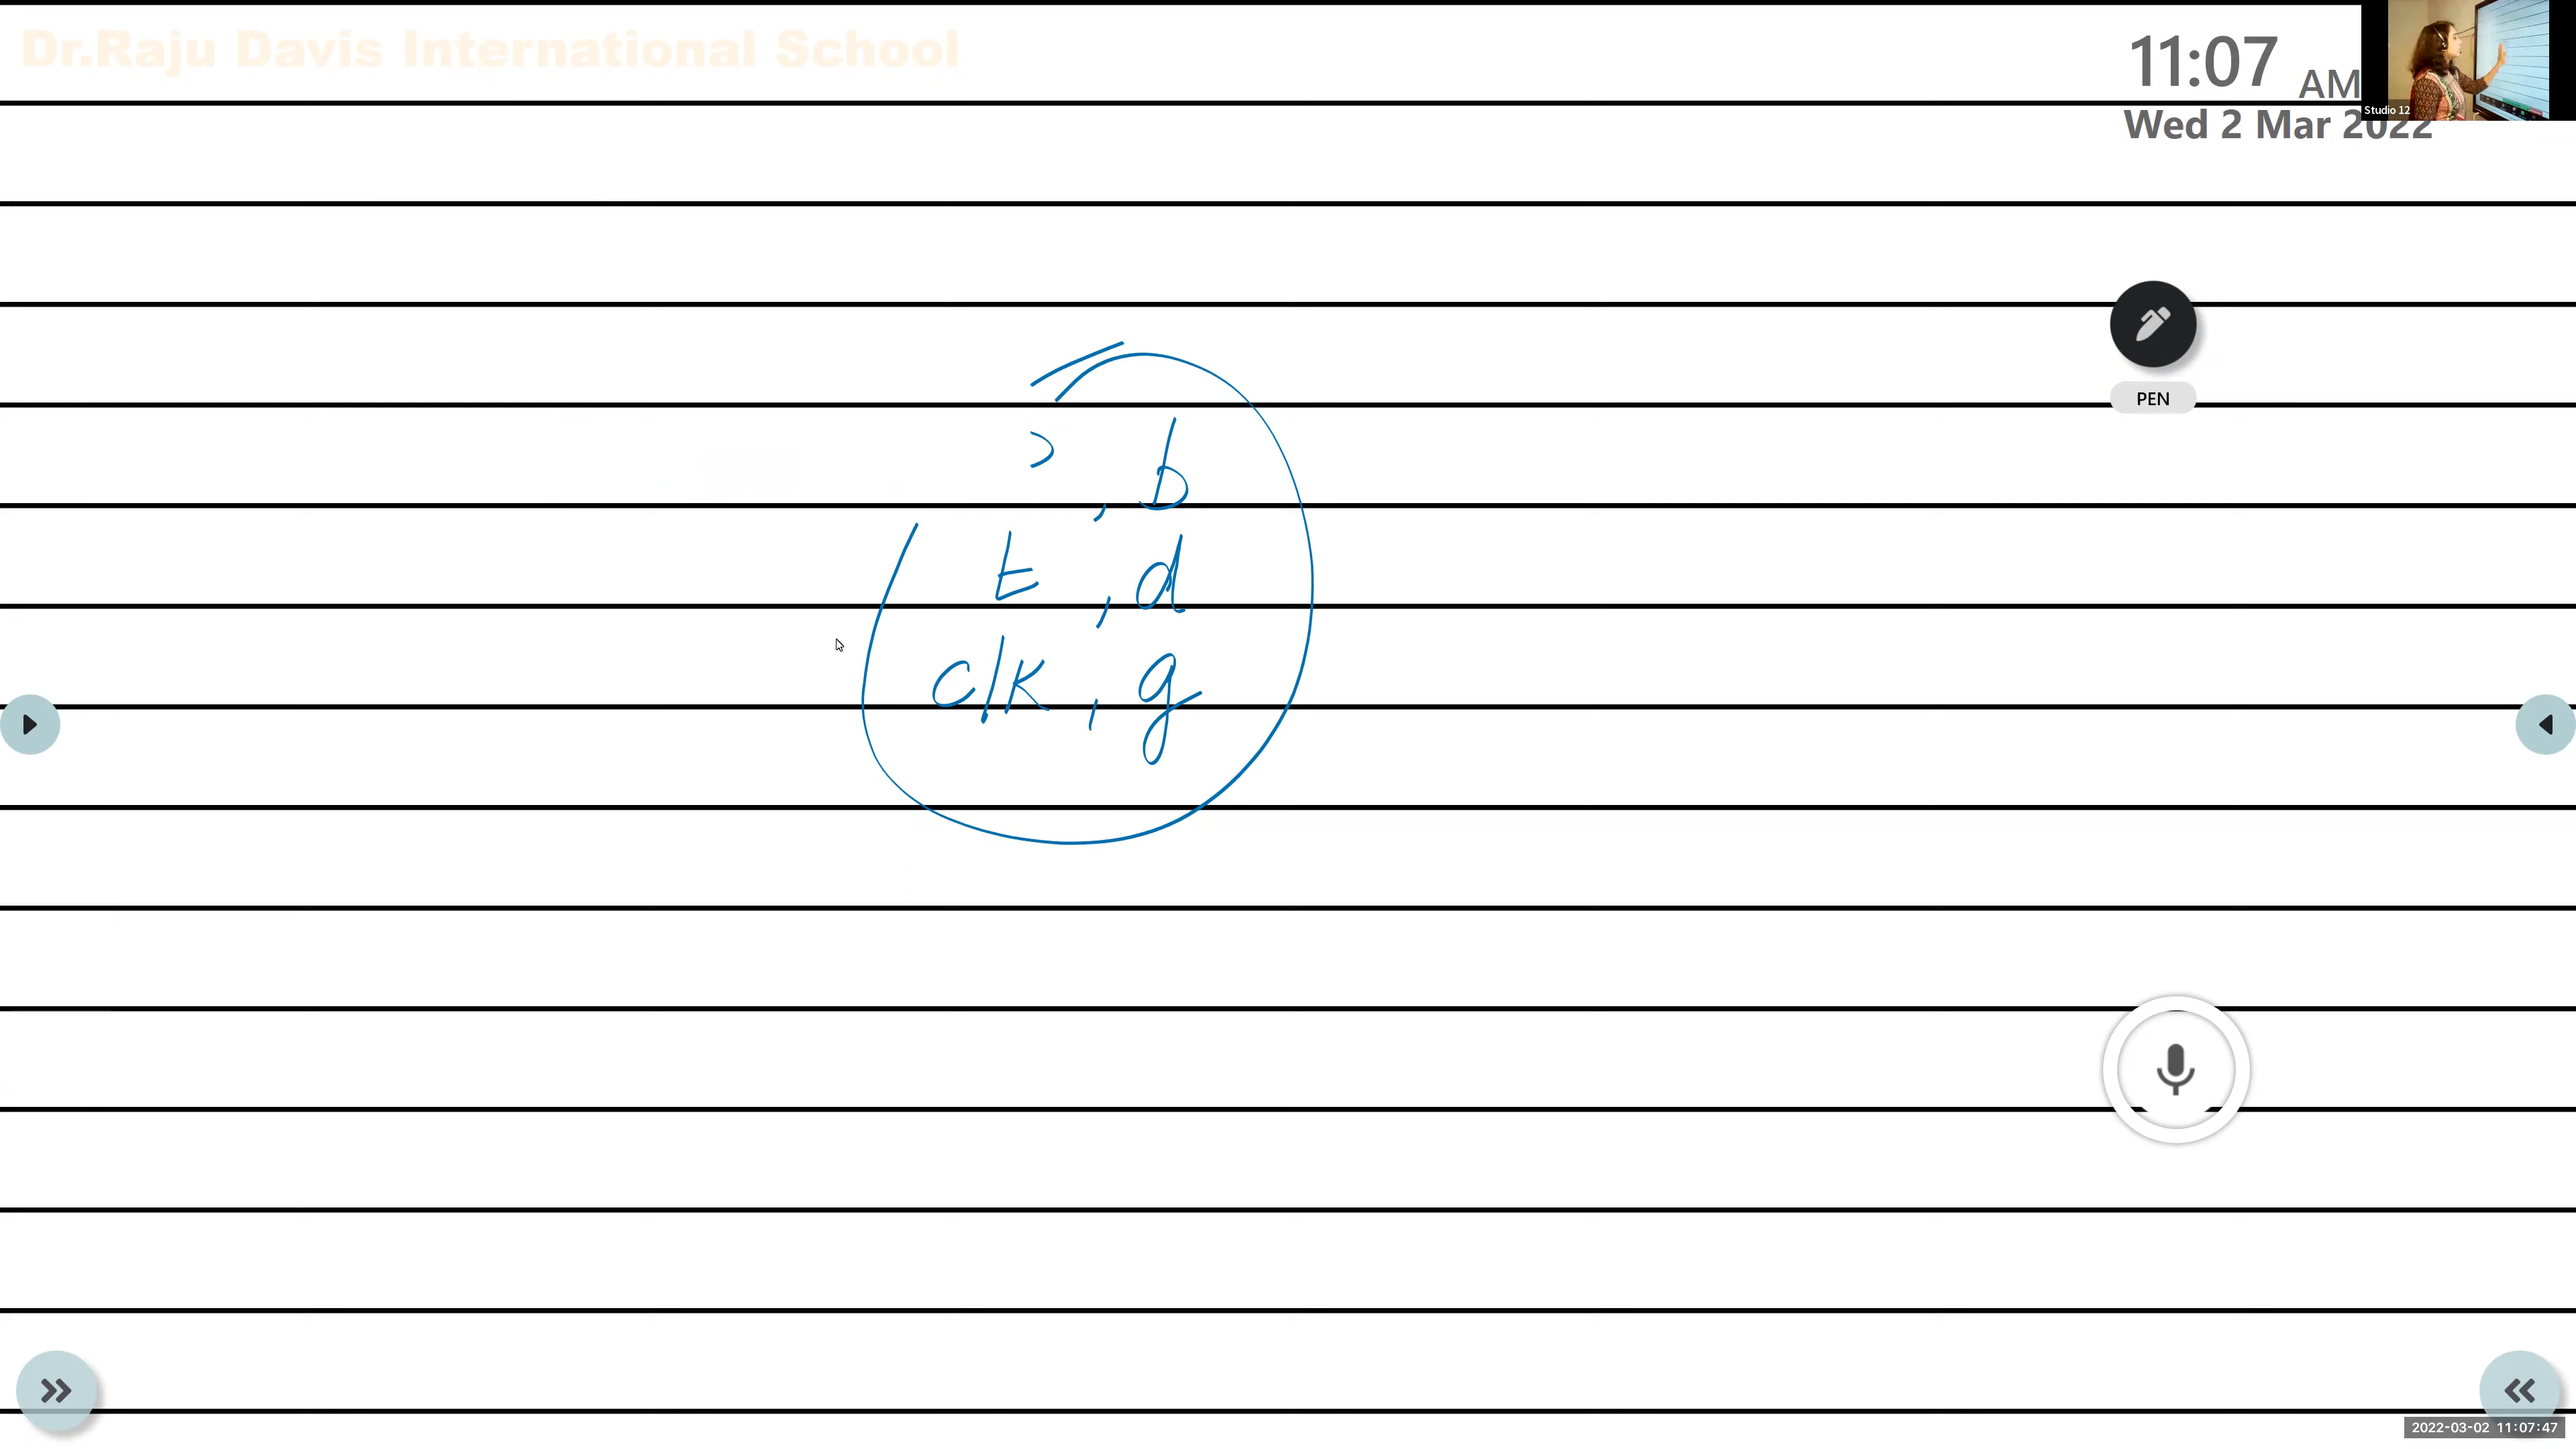 Dr.Raju Davis International School
11:07 AM
Studio 12
Wed 2 Mar 2022
PEN
, b
t , d
c/k , g
2022-03-02 11:07:47